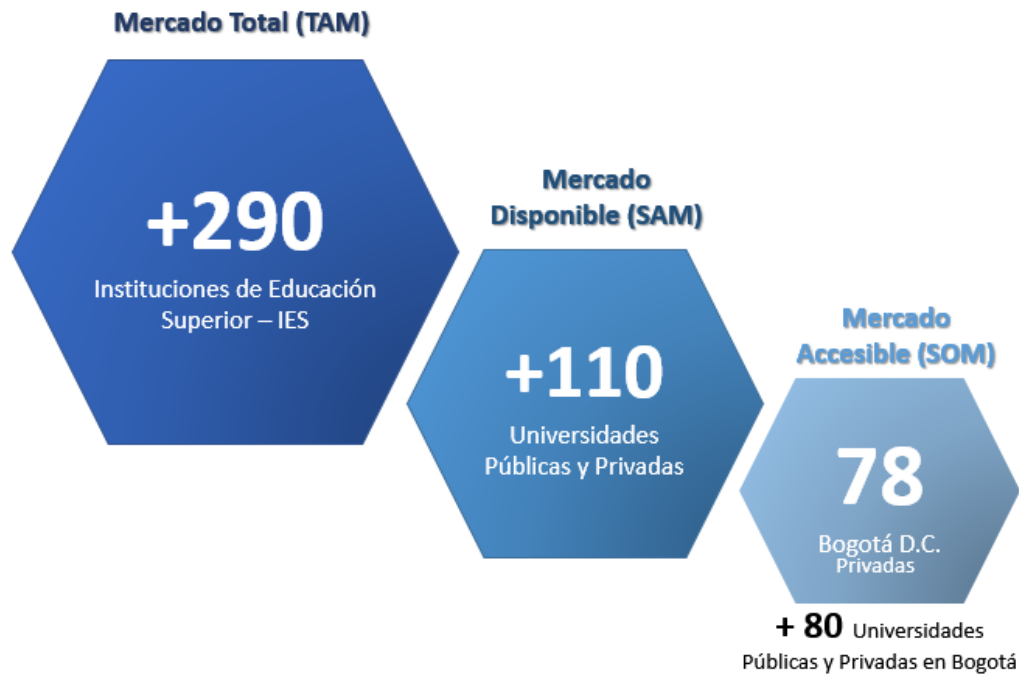 Mercado Total (TAM)
+290
Instituciones de Educación
Superior – IES
Mercado
Disponible (SAM)
+110
Universidades
Públicas y Privadas
Mercado
Accesible (SOM)
78
Bogotá D.C.
Privadas
+ 80 Universidades
Públicas y Privadas en Bogotá